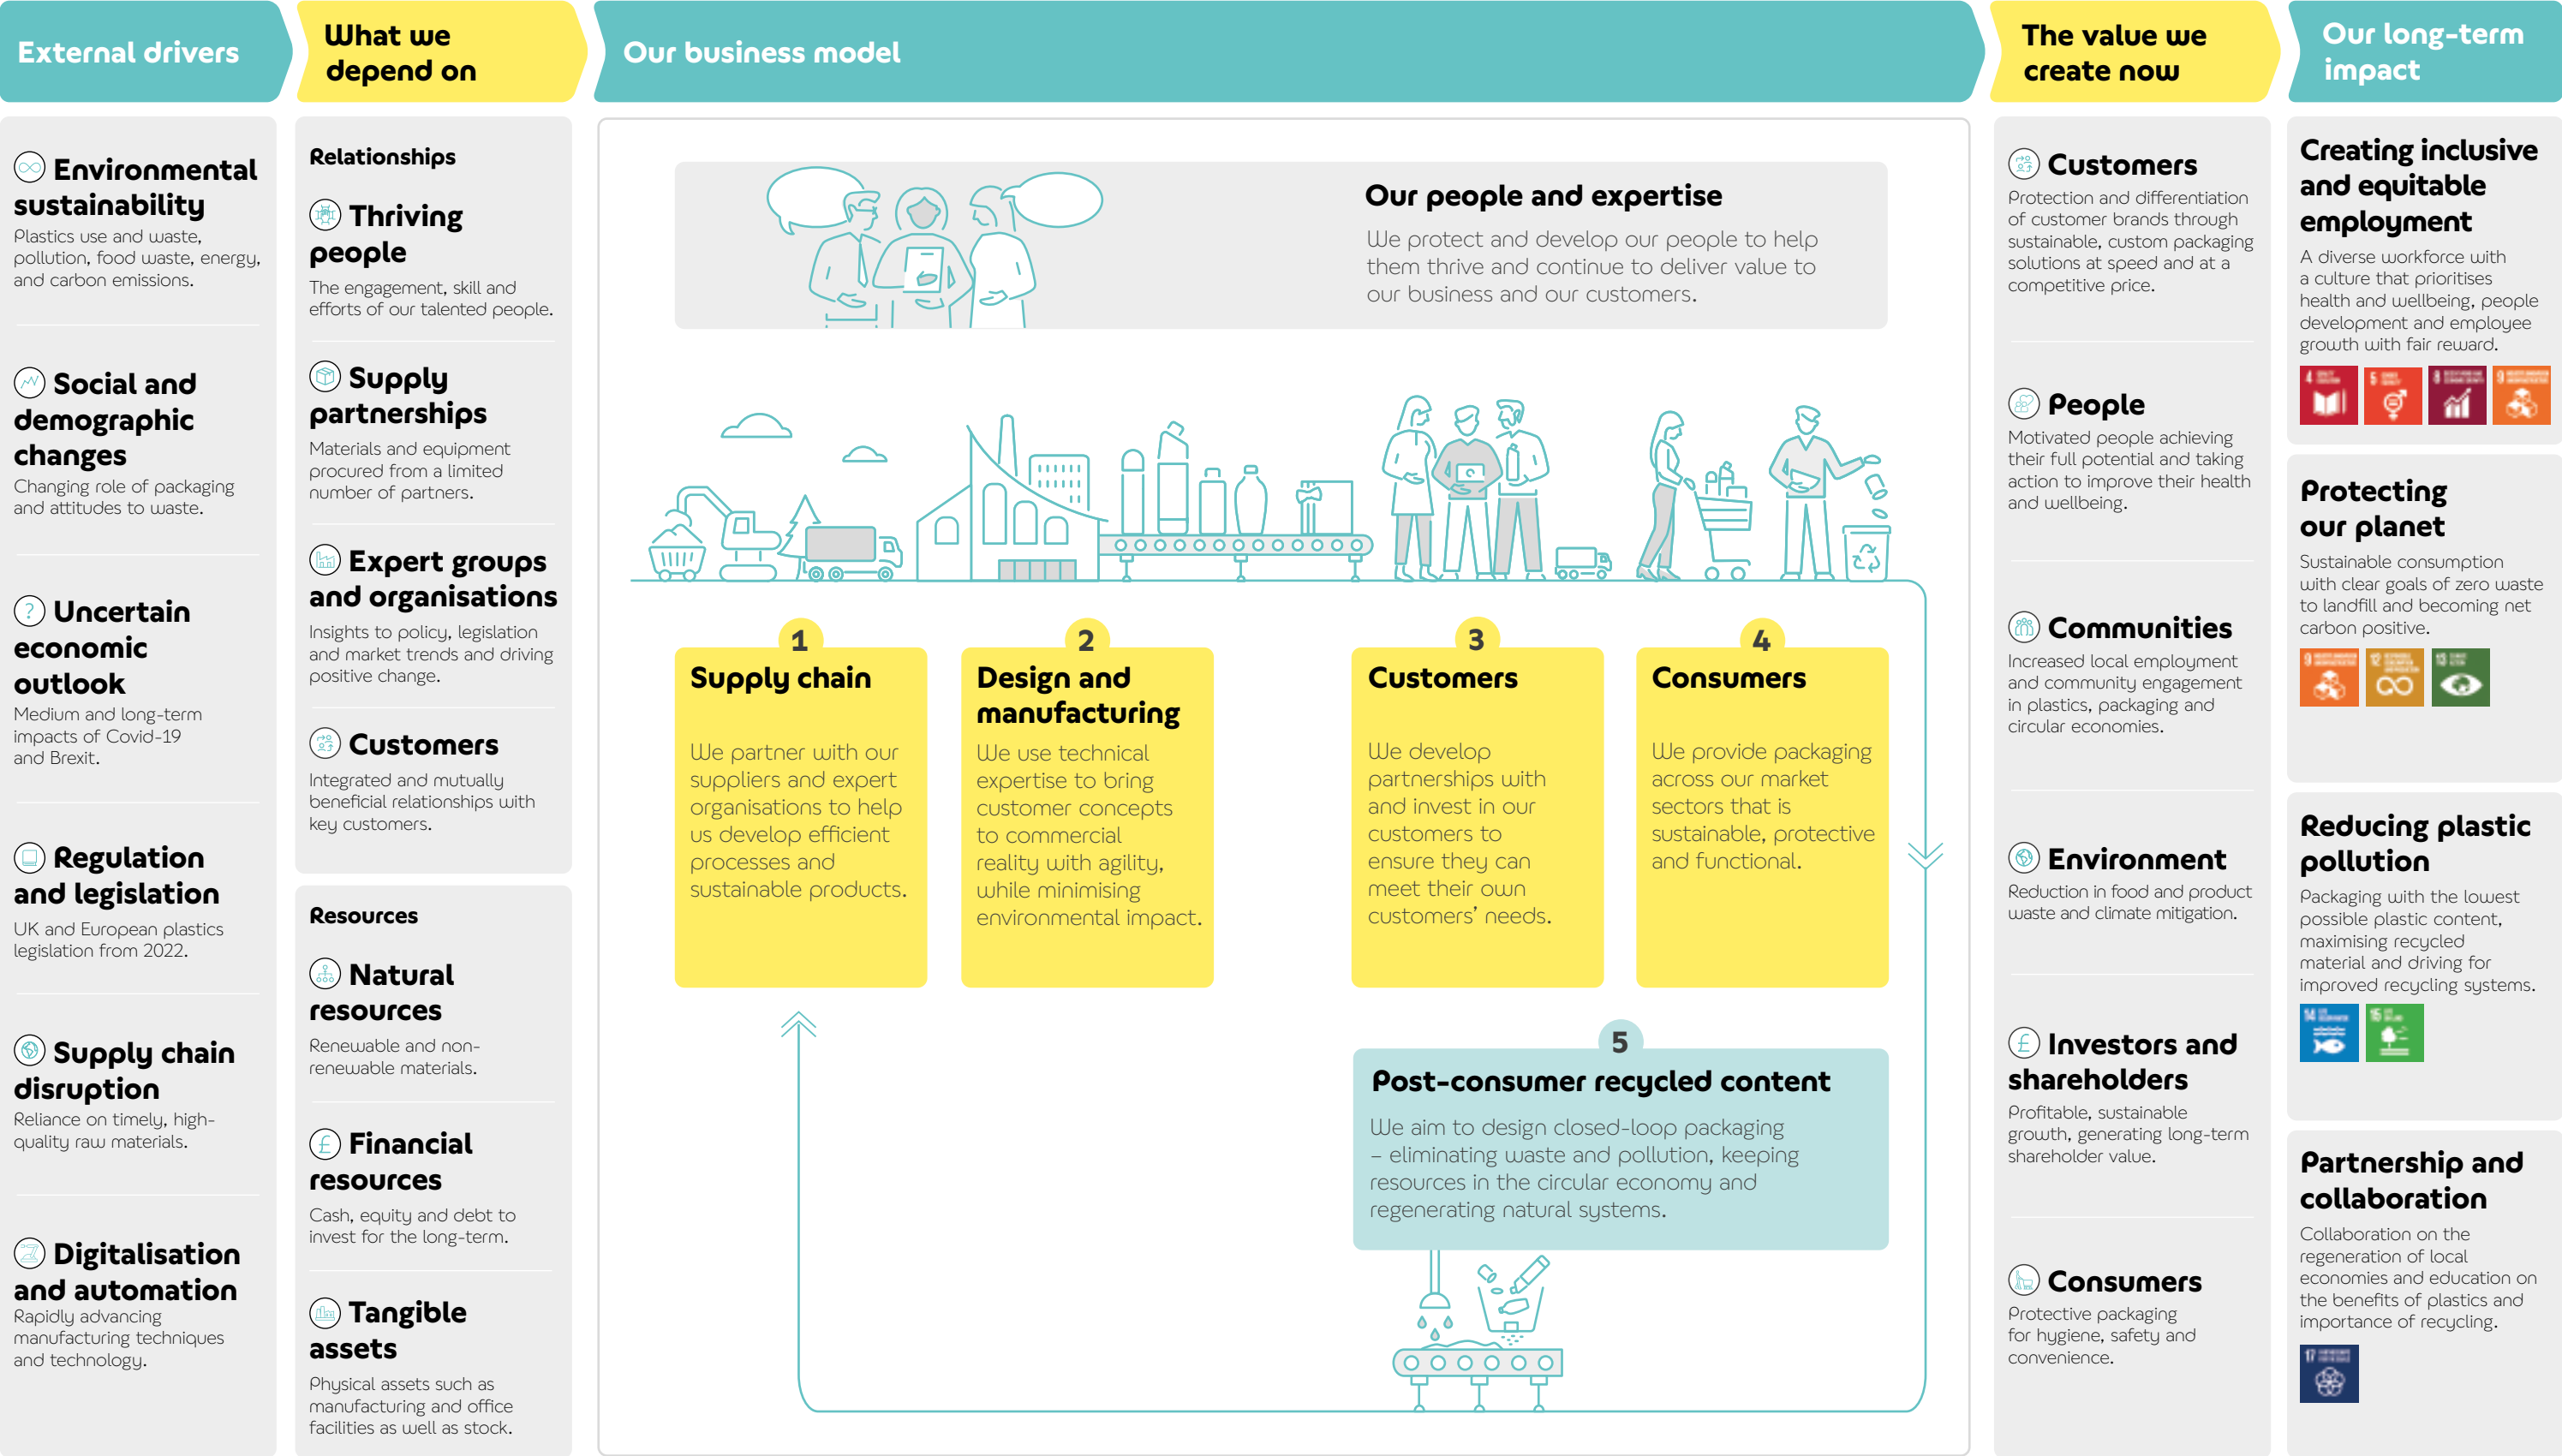 External drivers
What we
depend on
Our business model
The value we
create now
Our long-term
impact
Environmental
sustainability
Plastics use and waste,
pollution, food waste, energy,
and carbon emissions.
Social and
demographic
changes
Changing role of packaging
and attitudes to waste.
?
Uncertain
economic
outlook
Medium and long-term
impacts of Covid-19
and Brexit.
Regulation
and legislation
UK and European plastics
legislation from 2022.
Supply chain
disruption
Reliance on timely, high-
quality raw materials.
Digitalisation
and automation
Rapidly advancing
manufacturing techniques
and technology.
Relationships
Thriving
people
The engagement, skill and
efforts of our talented people.
Supply
partnerships
Materials and equipment
procured from a limited
number of partners.
Expert groups
and organisations
Insights to policy, legislation
and market trends and driving
positive change.
Customers
Integrated and mutually
beneficial relationships with
key customers.
Resources
Natural
resources
Renewable and non-
renewable materials.
£
Financial
resources
Cash, equity and debt to
invest for the long-term.
Tangible
assets
Physical assets such as
manufacturing and office
facilities as well as stock.
Our people and expertise
We protect and develop our people to help
them thrive and continue to deliver value to
our business and our customers.
1
Supply chain
We partner with our
suppliers and expert
organisations to help
us develop efficient
processes and
sustainable products.
2
Design and
manufacturing
We use technical
expertise to bring
customer concepts
to commercial
reality with agility,
while minimising
environmental impact.
3
Customers
We develop
partnerships with
and invest in our
customers to
ensure they can
meet their own
customers’ needs.
4
Consumers
We provide packaging
across our market
sectors that is
sustainable, protective
and functional.
5
Post-consumer recycled content
We aim to design closed-loop packaging
– eliminating waste and pollution, keeping
resources in the circular economy and
regenerating natural systems.
Customers
Protection and differentiation
of customer brands through
sustainable, custom packaging
solutions at speed and at a
competitive price.
People
Motivated people achieving
their full potential and taking
action to improve their health
and wellbeing.
Communities
Increased local employment
and community engagement
in plastics, packaging and
circular economies.
Environment
Reduction in food and product
waste and climate mitigation.
£
Investors and
shareholders
Profitable, sustainable
growth, generating long-term
shareholder value.
Consumers
Protective packaging
for hygiene, safety and
convenience.
Creating inclusive
and equitable
employment
A diverse workforce with
a culture that prioritises
health and wellbeing, people
development and employee
growth with fair reward.
4
5
8
9
Protecting
our planet
Sustainable consumption
with clear goals of zero waste
to landfill and becoming net
carbon positive.
9
12
13
Reducing plastic
pollution
Packaging with the lowest
possible plastic content,
maximising recycled
material and driving for
improved recycling systems.
14
15
Partnership and
collaboration
Collaboration on the
regeneration of local
economies and education on
the benefits of plastics and
importance of recycling.
17